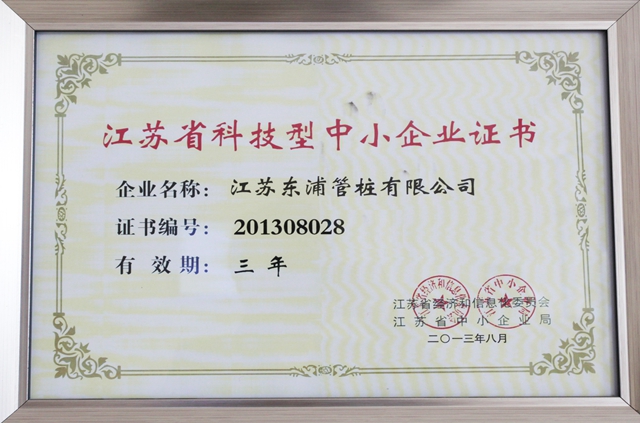 江苏省科技型中小企业证书
企业名称：江苏东浦管桩有限公司
证书编号：201308028
有效期：三年
江苏省经济和信息化委员会
江苏省中小企业局
二〇一三年八月